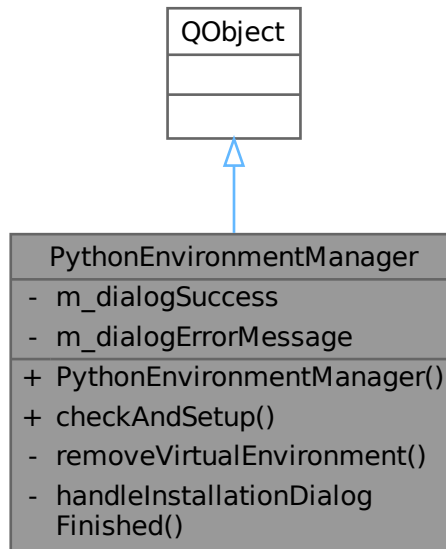 QObject
PythonEnvironmentManager
- m_dialogSuccess
- m_dialogErrorMessage
+ PythonEnvironmentManager()
+ checkAndSetup()
- removeVirtualEnvironment()
- handleInstallationDialog
Finished()